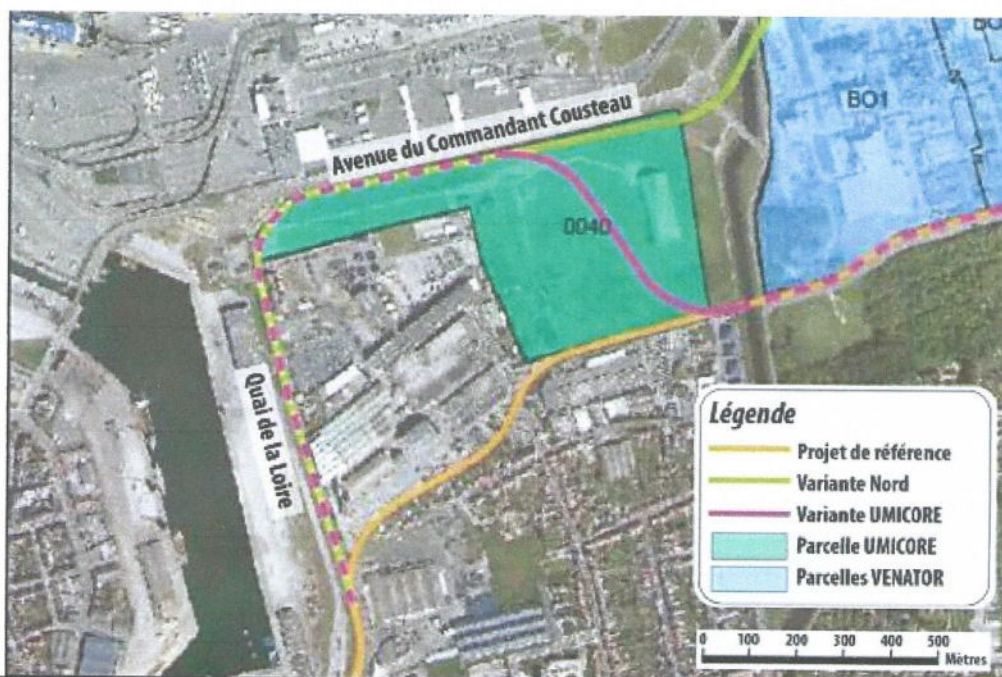 BO
BO1
Avenue du Commandant Cousteau
0040
Quai de la Loire
Légende
Projet de référence
Variante Nord
Variante UMICORE
Parcelle UMICORE
Parcelles VENATOR
0 100 200 300 400 500
Mètres